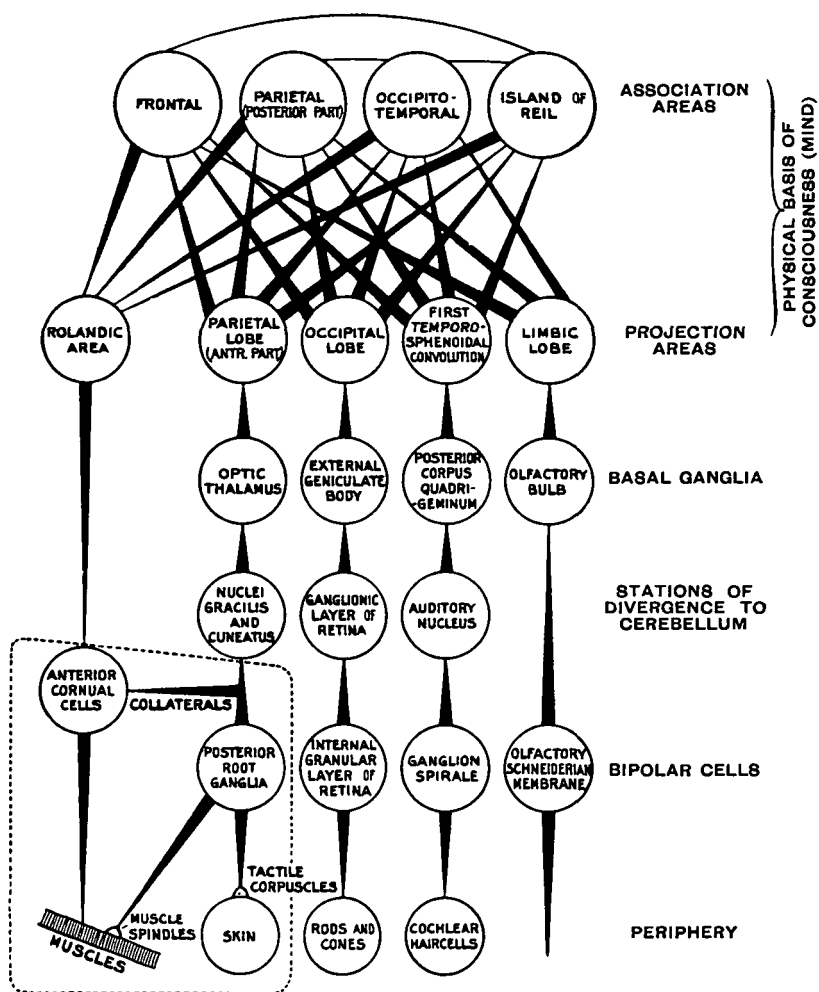 FRONTAL
PARIETAL
(POSTERIOR PART)
OCCIPITO-
TEMPORAL
ISLAND OF
REIL
ASSOCIATION
AREAS
PHYSICAL BASIS OF
CONSCIOUSNESS (MIND)
ROLANDIC
AREA
PARIETAL
LOBE
(ANTR. PART)
OCCIPITAL
LOBE
FIRST
TEMPORO-
SPHENOIDAL
CONVOLUTION
LIMBIC
LOBE
PROJECTION
AREAS
OPTIC
THALAMUS
EXTERNAL
GENICULATE
BODY
POSTERIOR
CORPUS
QUADRI-
-GEMINUM
OLFACTORY
BULB
BASAL GANGLIA
NUCLEI
GRACILIS
AND
CUNEATUS
GANGLIONIC
LAYER OF
RETINA
AUDITORY
NUCLEUS
STATIONS OF
DIVERGENCE TO
CEREBELLUM
ANTERIOR
CORNUAL
CELLS
COLLATERALS
POSTERIOR
ROOT
GANGLIA
INTERNAL
GRANULAR
LAYER OF
RETINA
GANGLION
SPIRALE
OLFACTORY
SCHNEIDERIAN
MEMBRANE
BIPOLAR CELLS
TACTILE
CORPUSCLES
MUSCLE
SPINDLES
MUSCLES
SKIN
RODS AND
CONES
COCHLEAR
HAIRCELLS
PERIPHERY